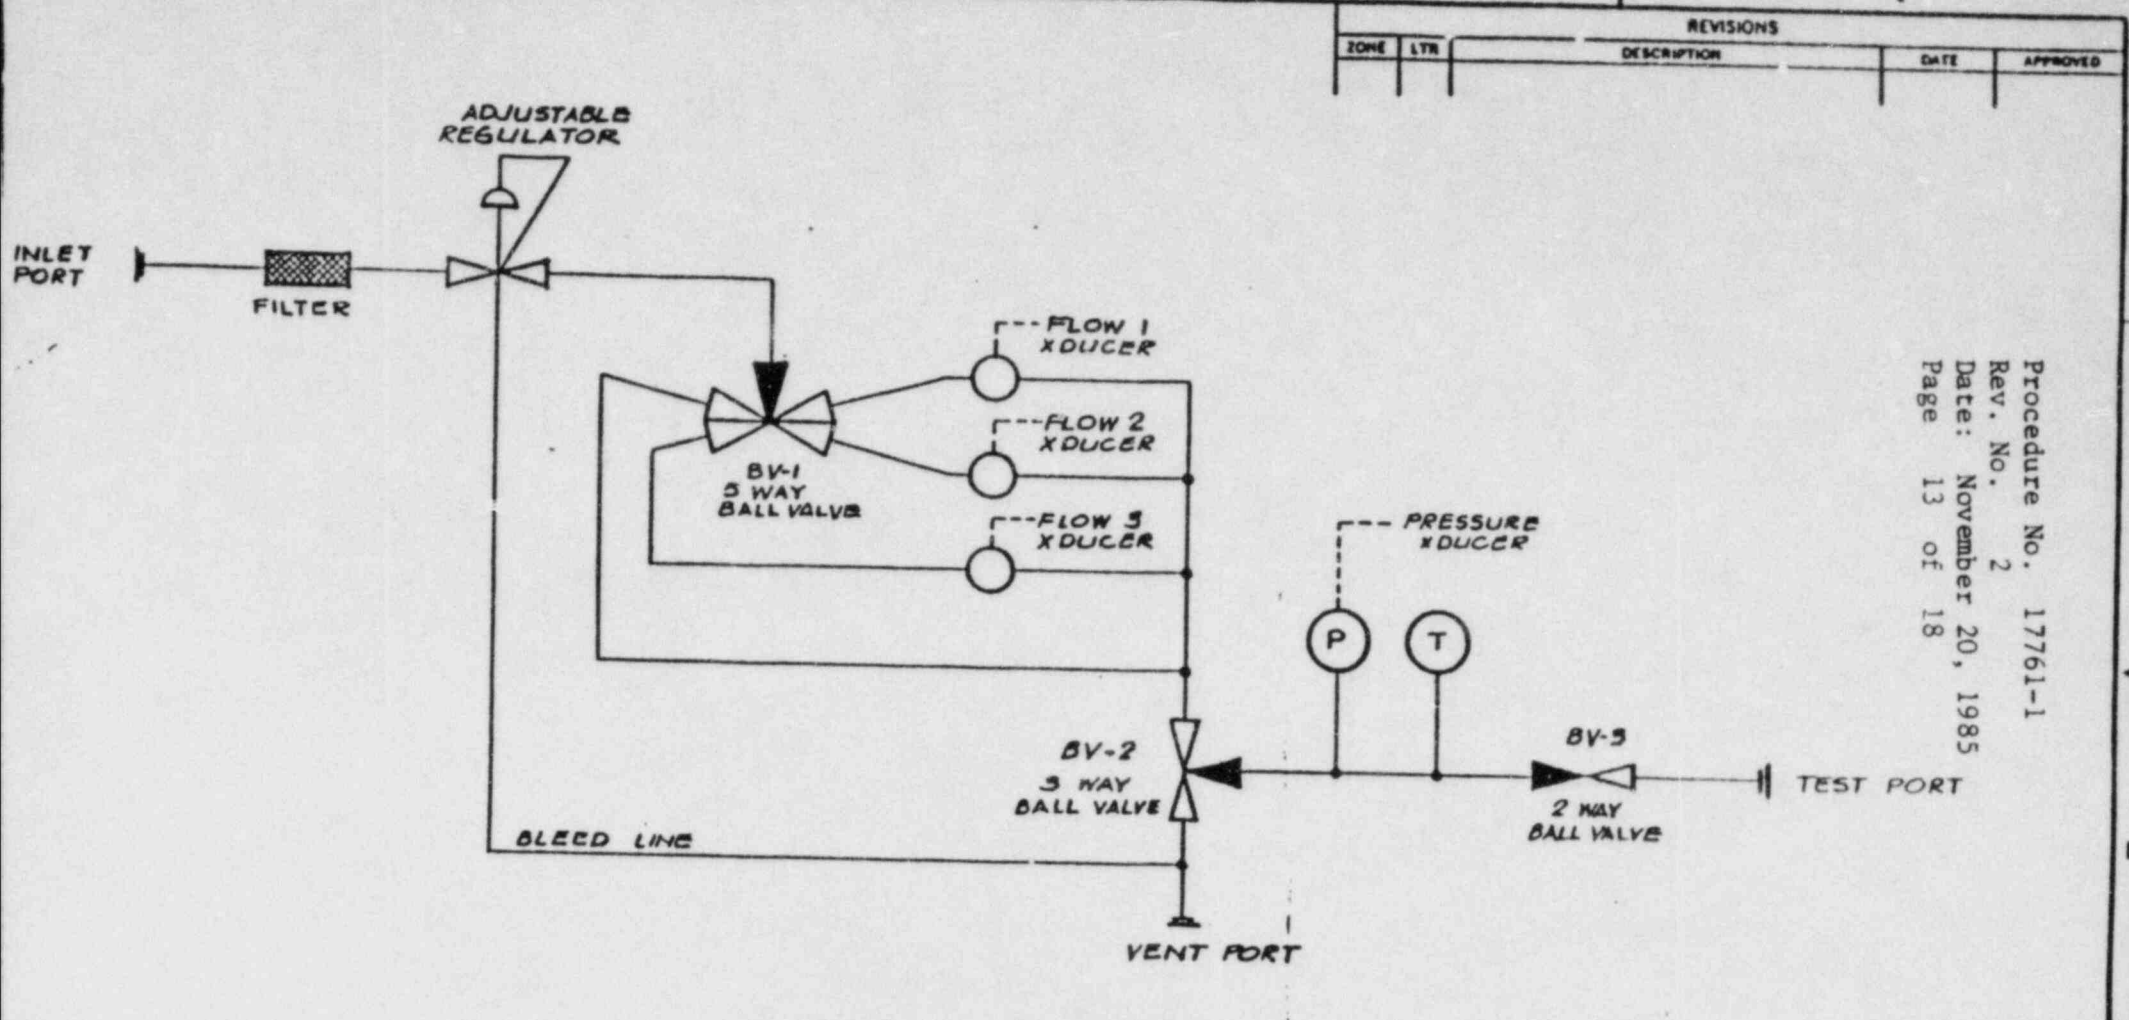 REVISIONS
ZONE LTR DESCRIPTION DATE APPROVED
ADJUSTABLE
REGULATOR
INLET
PORT
FILTER
FLOW 1
XDUCER
FLOW 2
XDUCER
BV-1
5 WAY
BALL VALVE
FLOW 3
XDUCER
PRESSURE
XDUCER
P
T
BV-2
3 WAY
BALL VALVE
BV-3
2 WAY
BALL VALVE
TEST PORT
BLEED LINE
VENT PORT
Procedure No. 17761-1
Rev. No. 2
Date: November 20, 1985
Page 13 of 18